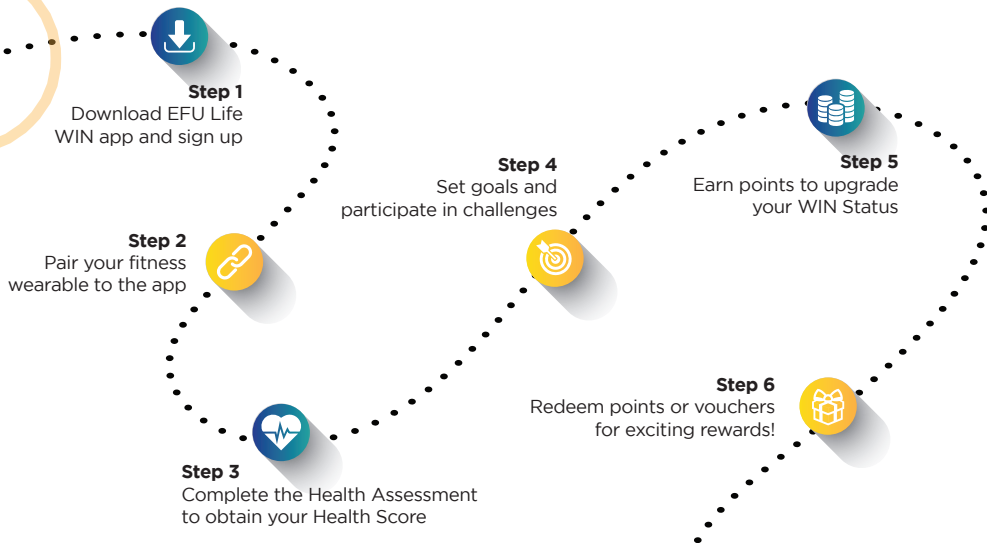 Step 1
Download EFU Life
WIN app and sign up
Step 2
Pair your fitness
wearable to the app
Step 3
Complete the Health Assessment
to obtain your Health Score
Step 4
Set goals and
participate in challenges
Step 5
Earn points to upgrade
your WIN Status
Step 6
Redeem points or vouchers
for exciting rewards!